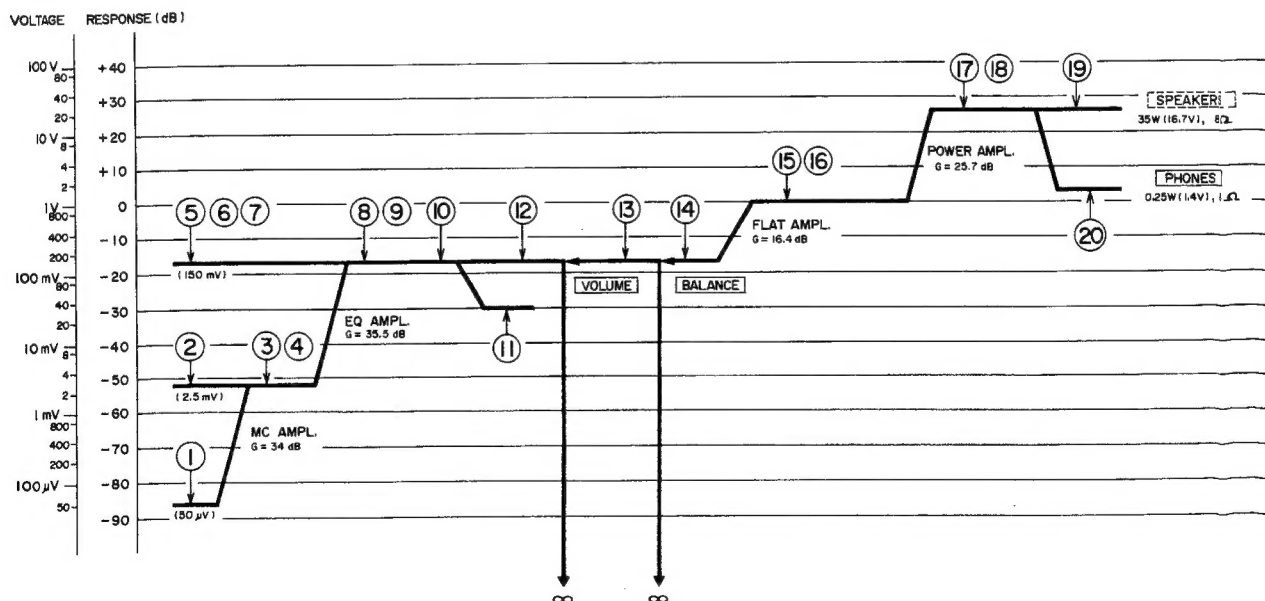 VOLTAGE RESPONSE (dB)
100 V +40
80
40 +30
20
10 V +20
8
4 +10
2
1 V 0
800
400 -10
200
100 mV -20
80
40 -30
20
10 mV -40
8
4 -50
2
1 mV -60
800
400 -70
200
100 μV -80
50
-90
17 18 19
SPEAKER
35W (16.7V), 8Ω
POWER AMPL.
G = 25.7 dB
15 16
PHONES
0.25W (1.4V),
20
5 6 7 8 9 10 12 13 14
FLAT AMPL.
G = 16.4 dB
(150 mV)
VOLUME BALANCE
EQ AMPL.
G = 35.5 dB
11
2 3 4
(2.5 mV)
MC AMPL.
G = 34 dB
1
(50 μV)
∞ ∞